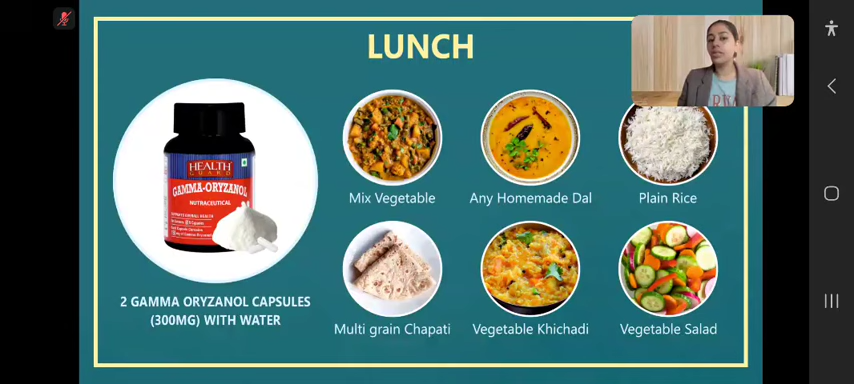 LUNCH
HEALTH
GUARD
GAMMA-ORYZANOL
NUTRACEUTICAL
2 GAMMA ORYZANOL CAPSULES
(300MG) WITH WATER
Mix Vegetable
Any Homemade Dal
Plain Rice
Multi grain Chapati
Vegetable Khichadi
Vegetable Salad